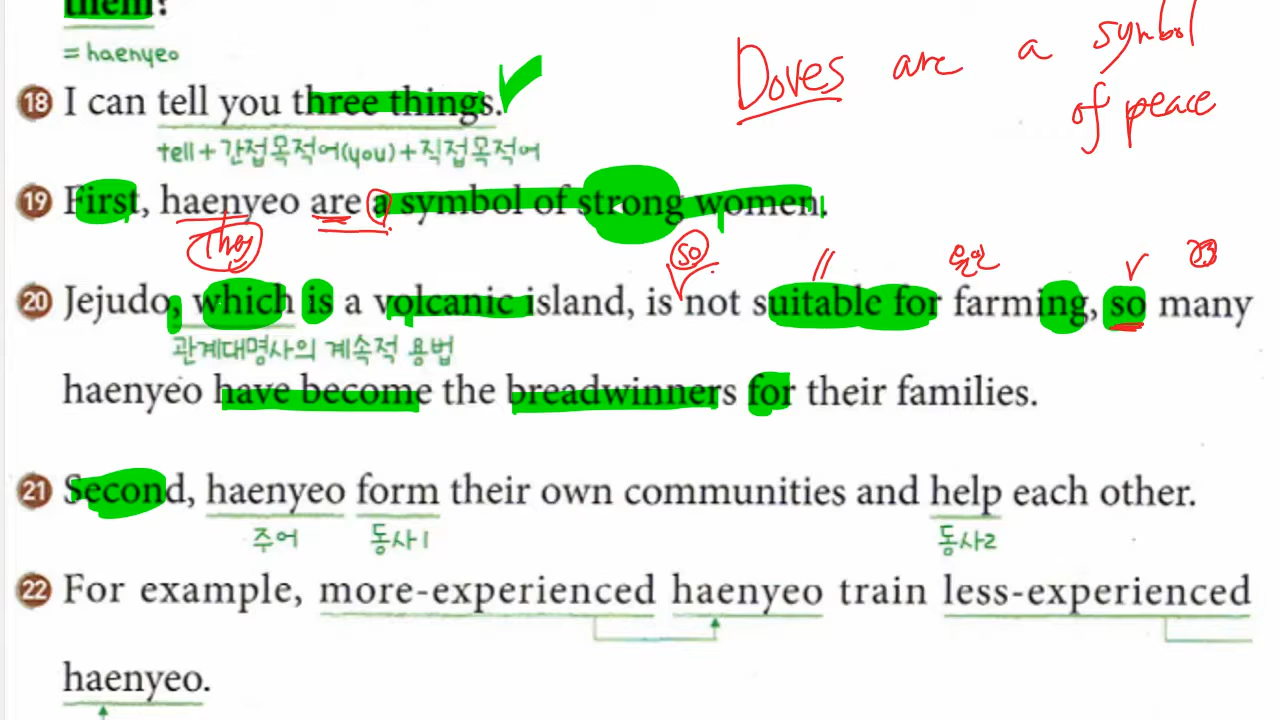 them?
= haenyeo
Doves are a symbol
of peace
18 I can tell you three things.
tell+간접목적어(you)+직접목적어
19 First, haenyeo are a symbol of strong women.
They
so
원인
20 Jejudo, which is a volcanic island, is not suitable for farming, so many
관계대명사의 계속적 용법
haenyeo have become the breadwinners for their families.
21 Second, haenyeo form their own communities and help each other.
주어 동사1 동사2
22 For example, more-experienced haenyeo train less-experienced
haenyeo.